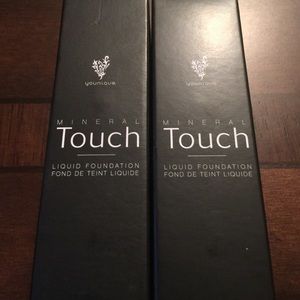 younique
MINERAL
Touch
LIQUID FOUNDATION
FOND DE TEINT LIQUIDE
younique
MINERAL
Touch
LIQUID FOUNDATION
FOND DE TEINT LIQUIDE